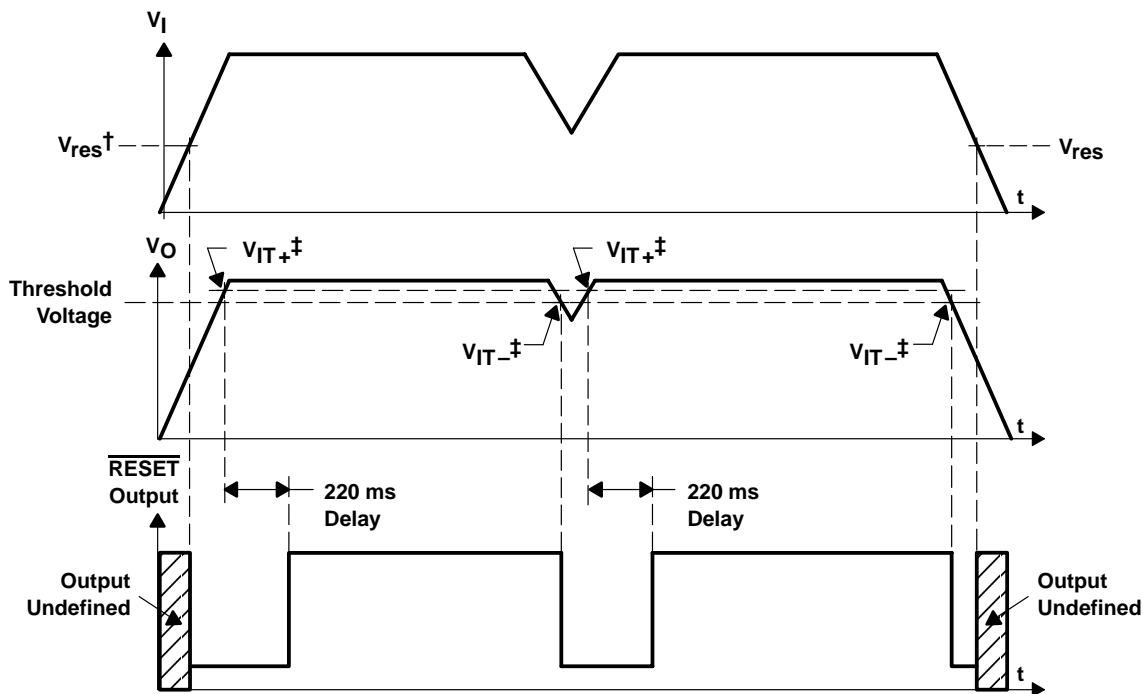 VI
Vres†
Vres
t
VO
VIT+‡
VIT+‡
Threshold
Voltage
VIT–‡
VIT–‡
t
RESET
Output
220 ms
Delay
220 ms
Delay
Output
Undefined
Output
Undefined
t